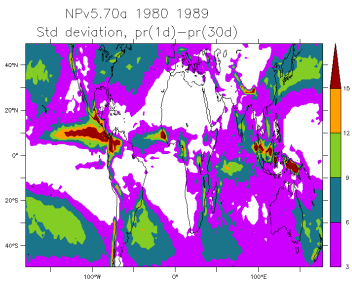 NPv5.70a 1980 1989
Std deviation, pr(1d)-pr(30d)
40°N
20°N
0°
20°S
40°S
100°W
0°
100°E
15
12
9
6
3